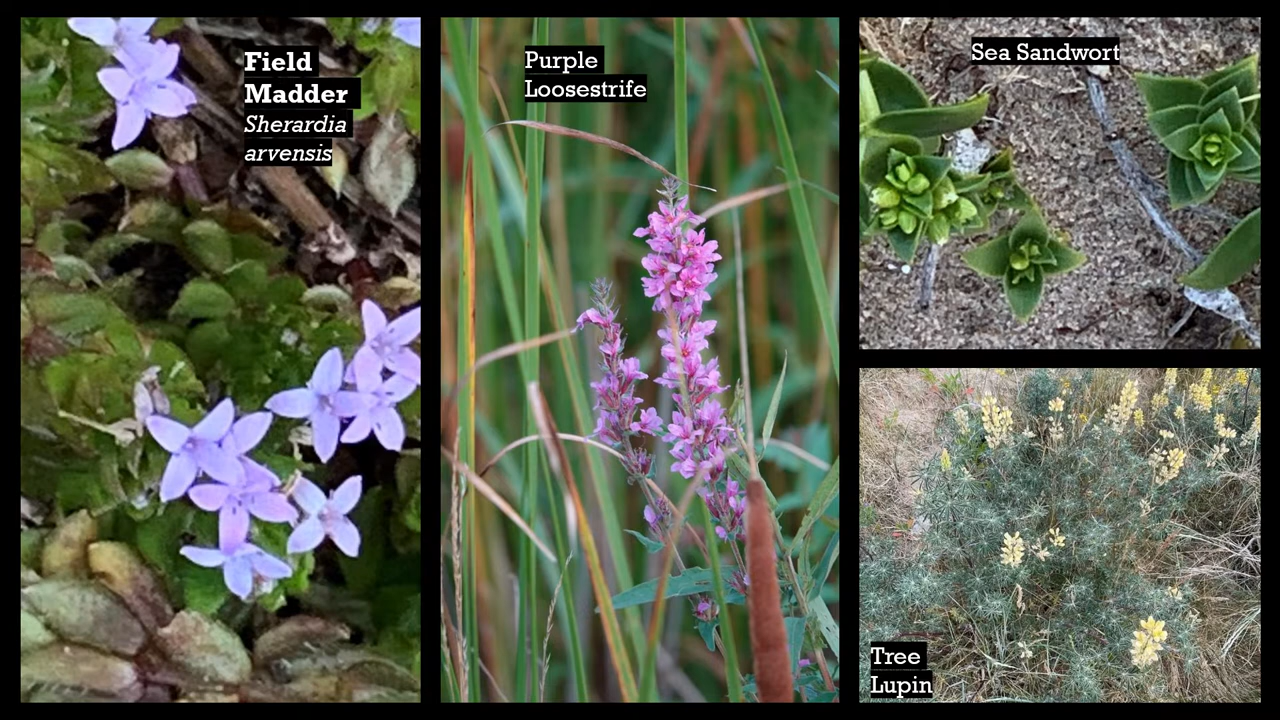 Field
Madder
Sherardia
arvensis
Purple
Loosestrife
Sea Sandwort
Tree
Lupin